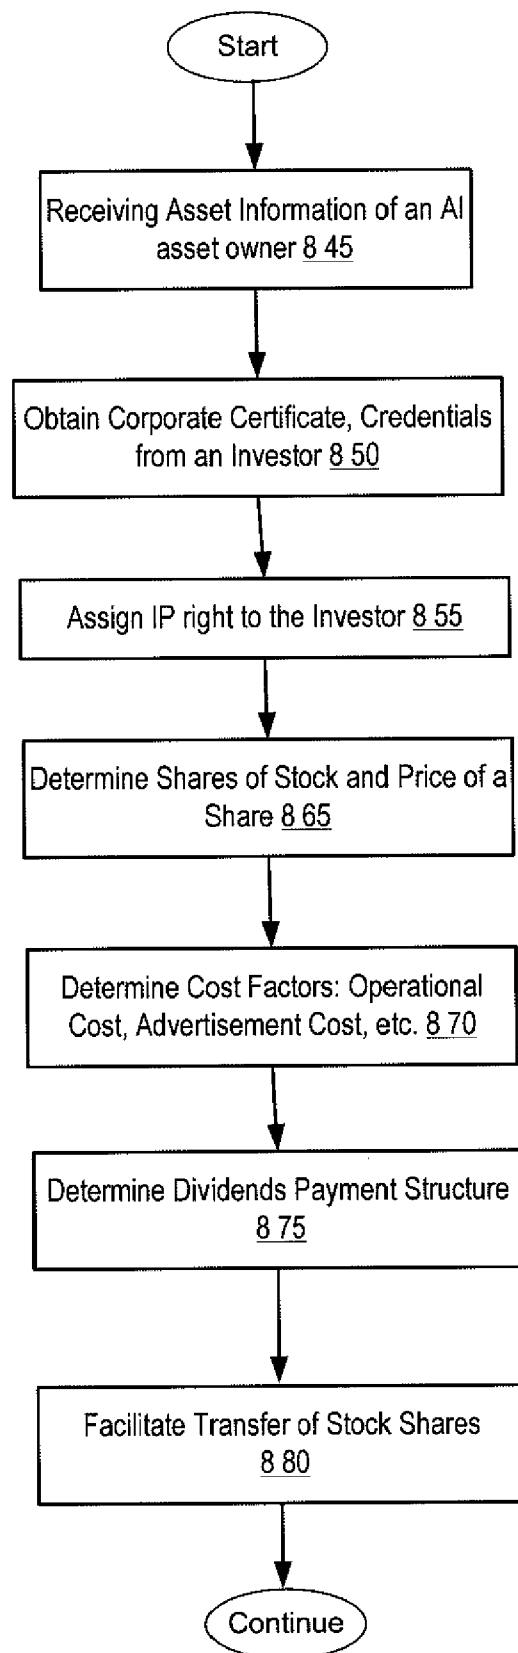 Start
Receiving Asset Information of an AI
asset owner 8 45
Obtain Corporate Certificate, Credentials
from an Investor 8 50
Assign IP right to the Investor 8 55
Determine Shares of Stock and Price of a
Share 8 65
Determine Cost Factors: Operational
Cost, Advertisement Cost, etc. 8 70
Determine Dividends Payment Structure
8 75
Facilitate Transfer of Stock Shares
8 80
Continue